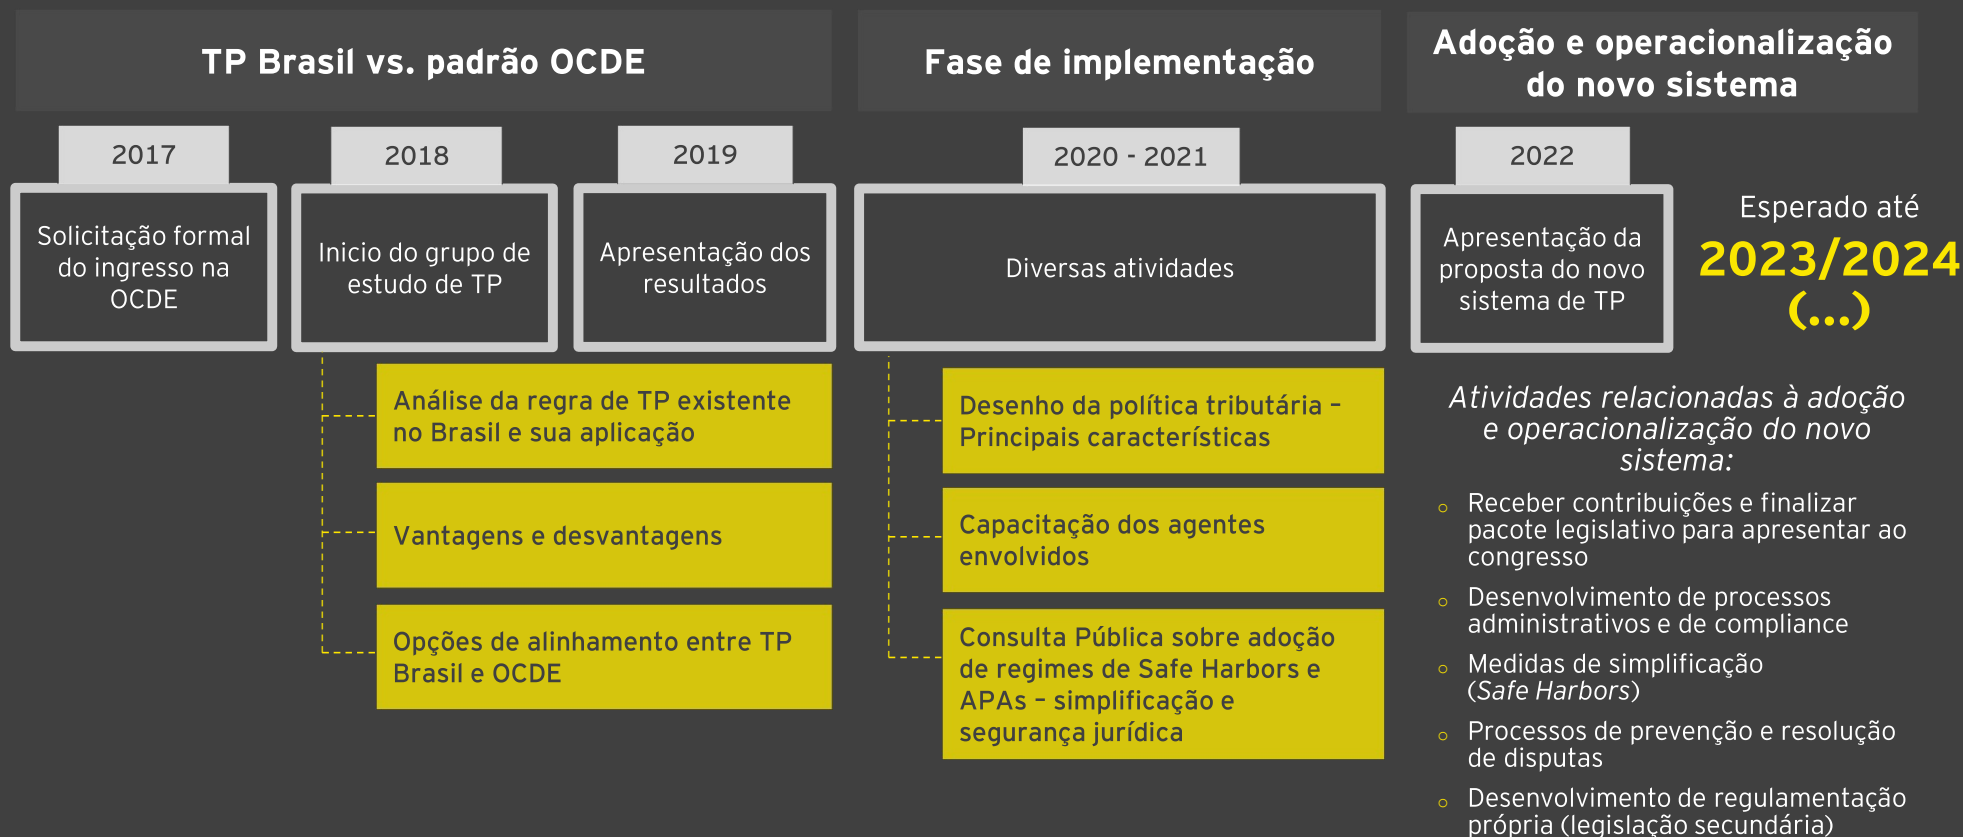 TP Brasil vs. padrão OCDE
2017
Solicitação formal
do ingresso na
OCDE
2018
Inicio do grupo de
estudo de TP
2019
Apresentação dos
resultados
Análise da regra de TP existente
no Brasil e sua aplicação
Vantagens e desvantagens
Opções de alinhamento entre TP
Brasil e OCDE
Fase de implementação
2020 - 2021
Diversas atividades
Desenho da política tributária –
Principais características
Capacitação dos agentes
envolvidos
Consulta Pública sobre adoção
de regimes de Safe Harbors e
APAs – simplificação e
segurança jurídica
Adoção e operacionalização
do novo sistema
2022
Apresentação da
proposta do novo
sistema de TP
Esperado até
2023/2024
(...)
Atividades relacionadas à adoção
e operacionalização do novo
sistema:
Receber contribuições e finalizar
pacote legislativo para apresentar ao
congresso
Desenvolvimento de processos
administrativos e de compliance
Medidas de simplificação
(Safe Harbors)
Processos de prevenção e resolução
de disputas
Desenvolvimento de regulamentação
própria (legislação secundária)